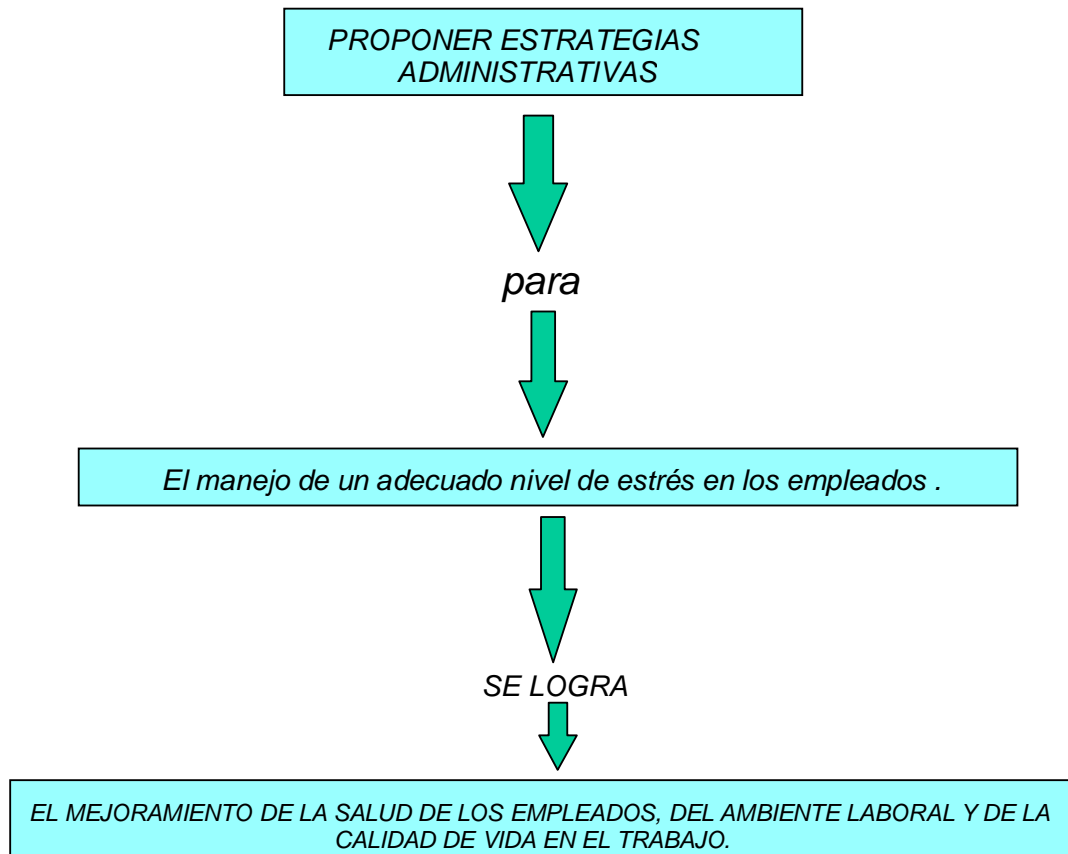 PROPONER ESTRATEGIAS
ADMINISTRATIVAS
para
El manejo de un adecuado nivel de estrés en los empleados .
SE LOGRA
EL MEJORAMIENTO DE LA SALUD DE LOS EMPLEADOS, DEL AMBIENTE LABORAL Y DE LA
CALIDAD DE VIDA EN EL TRABAJO.